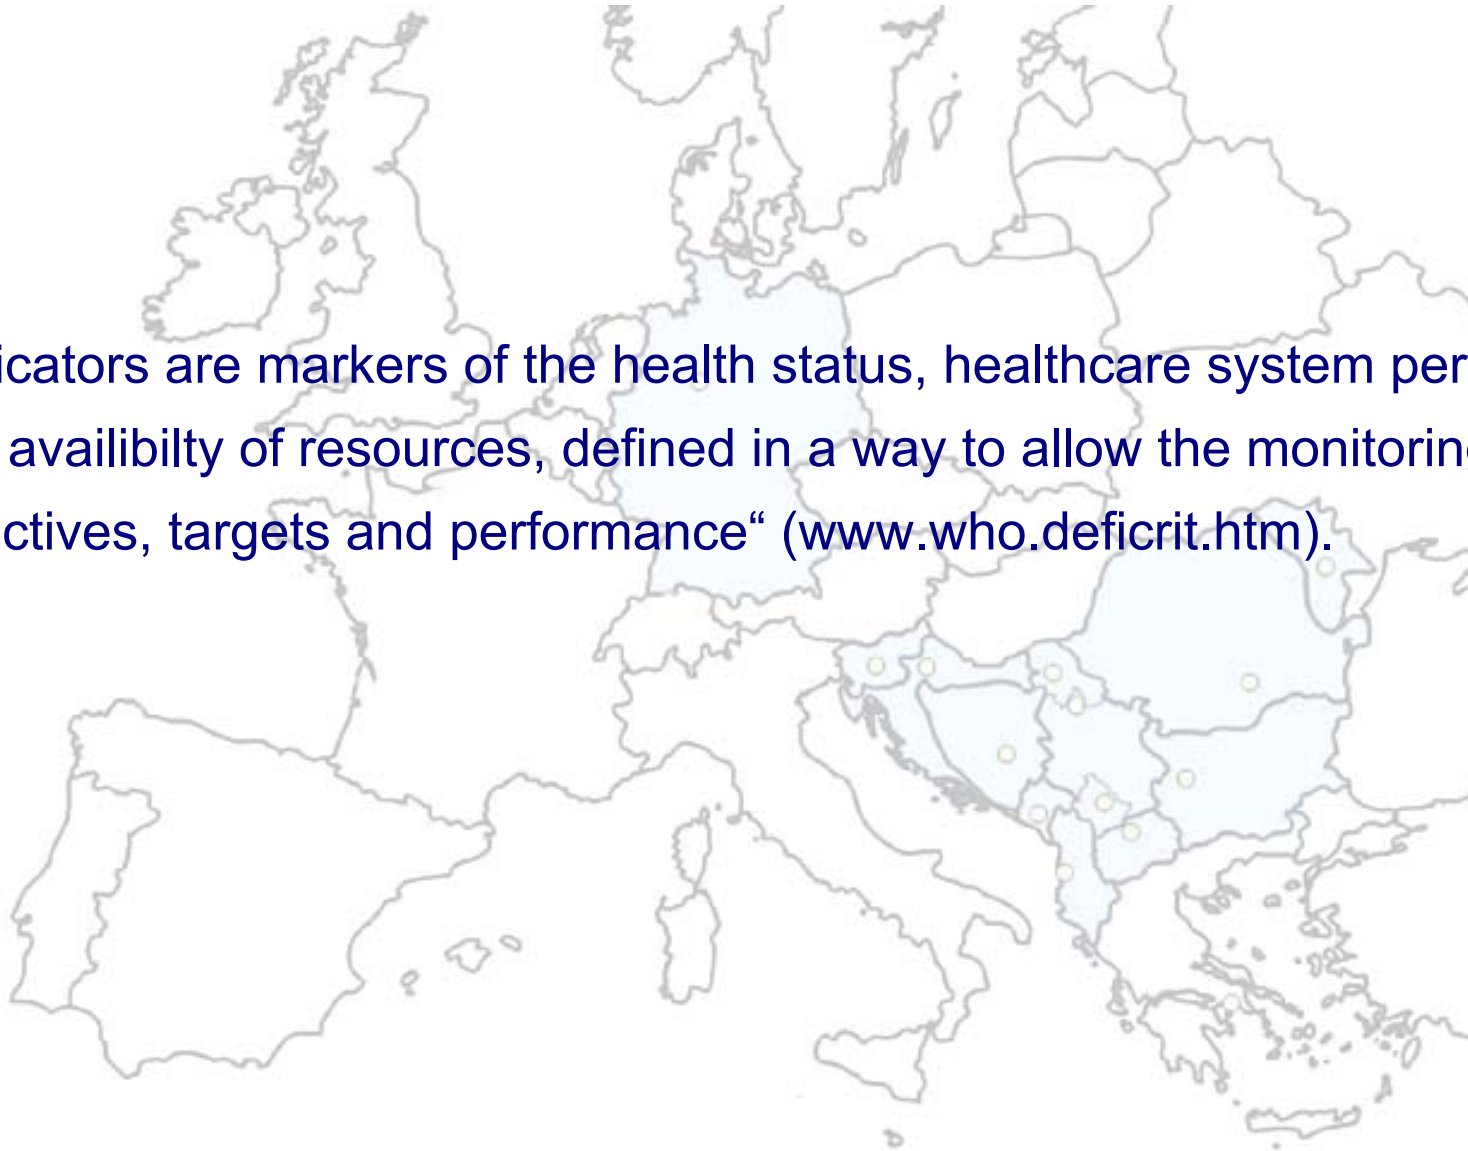 icators are markers of the health status, healthcare system per
availibilty of resources, defined in a way to allow the monitorin
ctives, targets and performance“ (www.who.deficrit.htm).